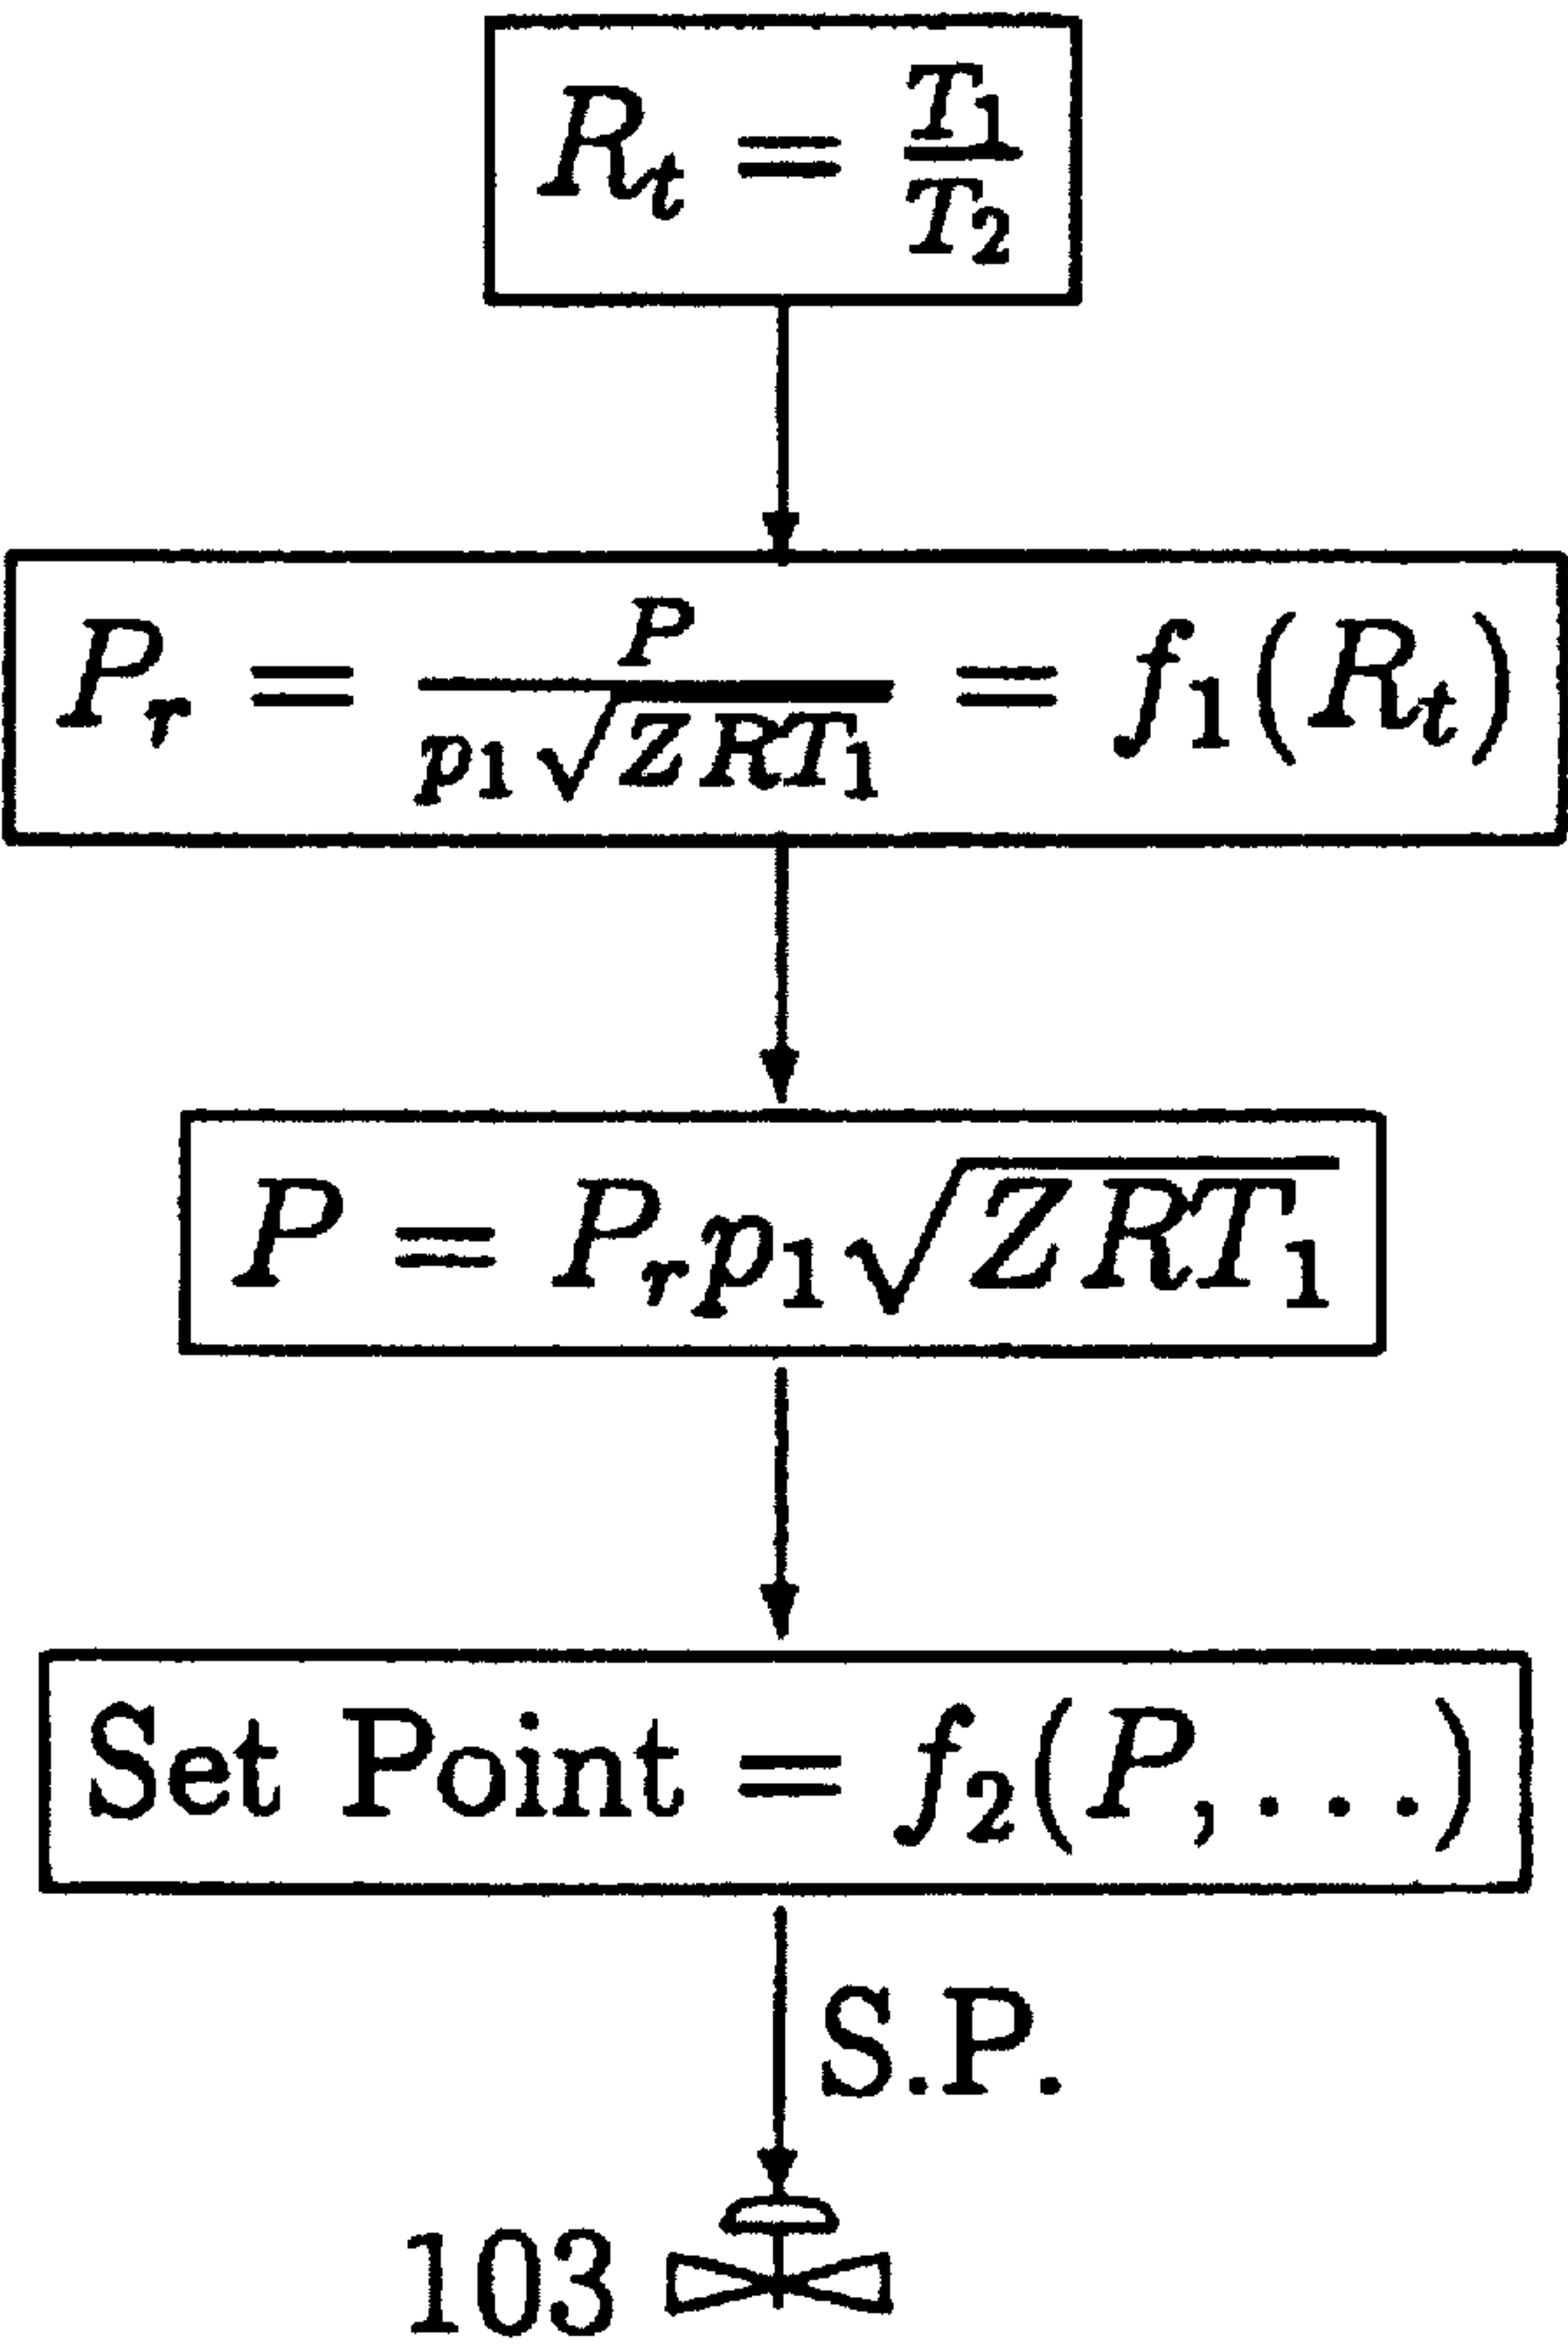 R_t = T_1 / T_2
P_r = P / (p_1 √(ZRT_1)) = f_1(R_t)
P = P_r p_1 √(ZRT_1)
Set Point = f_2(P, . . .)
S.P.
103